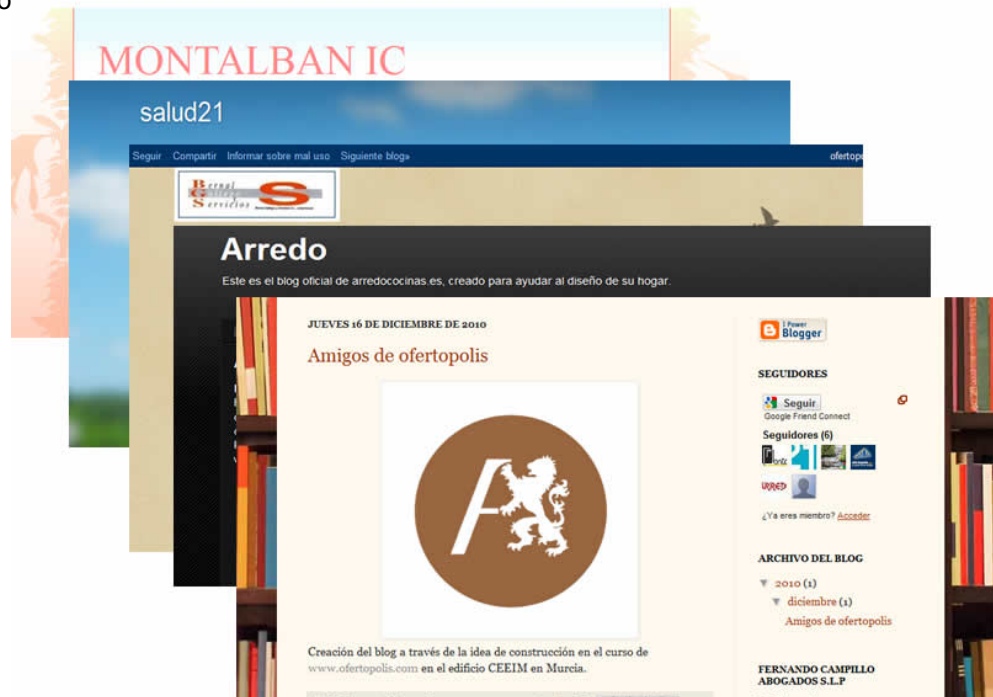 MONTALBAN IC
salud21
Seguir Compartir Informar sobre mal uso Siguiente blog»
Bernal
Servicios
S
Arredo
Este es el blog oficial de arredococinas.es, creado para ayudar al diseño de su hogar.
JUEVES 16 DE DICIEMBRE DE 2010
Amigos de ofertopolis
A
Creación del blog a través de la idea de construcción en el curso de
www.ofertopolis.com en el edificio CEEIM en Murcia.
I Power
Blogger
SEGUIDORES
Seguir
Google Friend Connect
Seguidores (6)
21
¿Ya eres miembro? Acceder
ARCHIVO DEL BLOG
▼ 2010 (1)
▼ diciembre (1)
Amigos de ofertopolis
FERNANDO CAMPILLO
ABOGADOS S.L.P